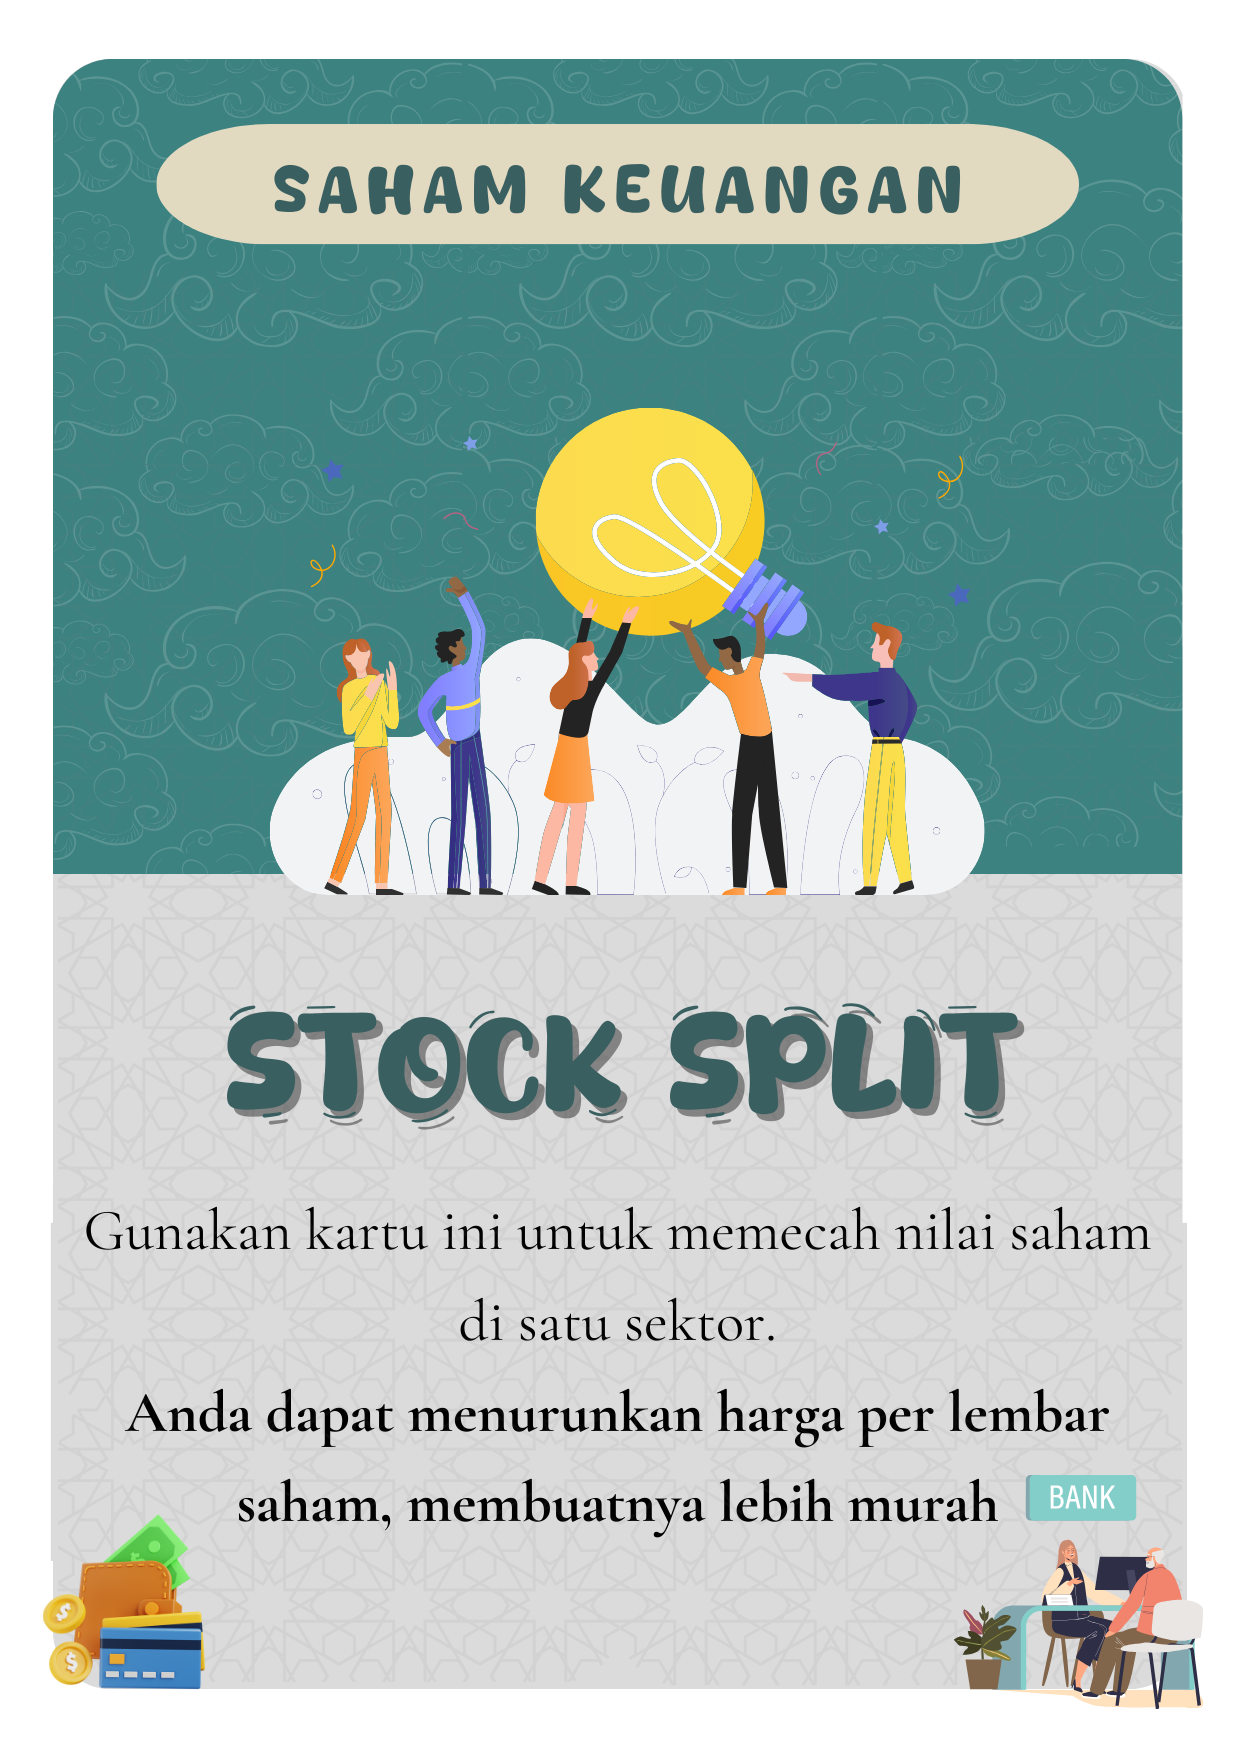 SAHAM KEUANGAN
STOCK SPLIT
Gunakan kartu ini untuk memecah nilai saham
di satu sektor.
Anda dapat menurunkan harga per lembar
saham, membuatnya lebih murah
BANK
$
$